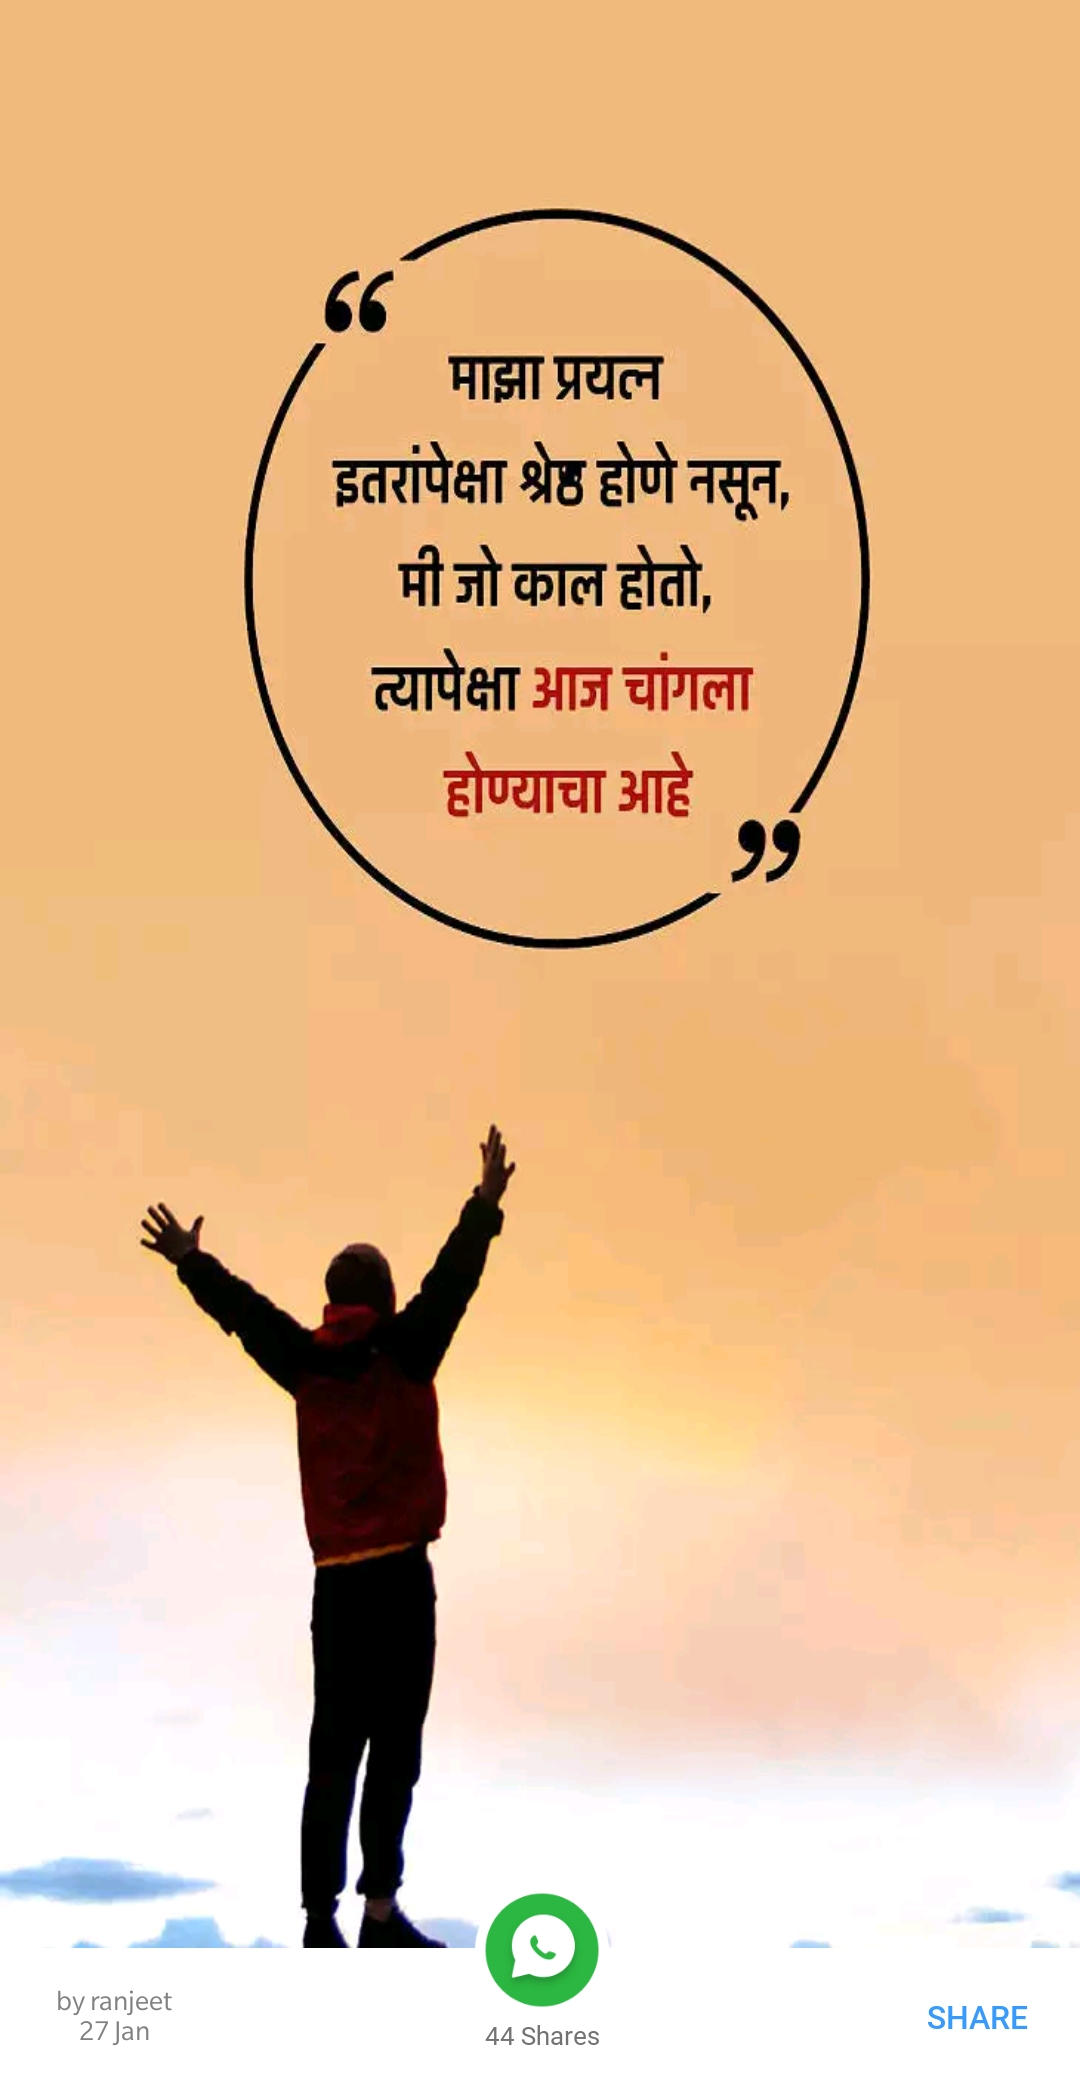 “
माझा प्रयत्न
इतरांपेक्षा श्रेष्ठ होणे नसून,
मी जो काल होतो,
त्यापेक्षा आज चांगला
होण्याचा आहे
”
by ranjeet
27 Jan
44 Shares
SHARE